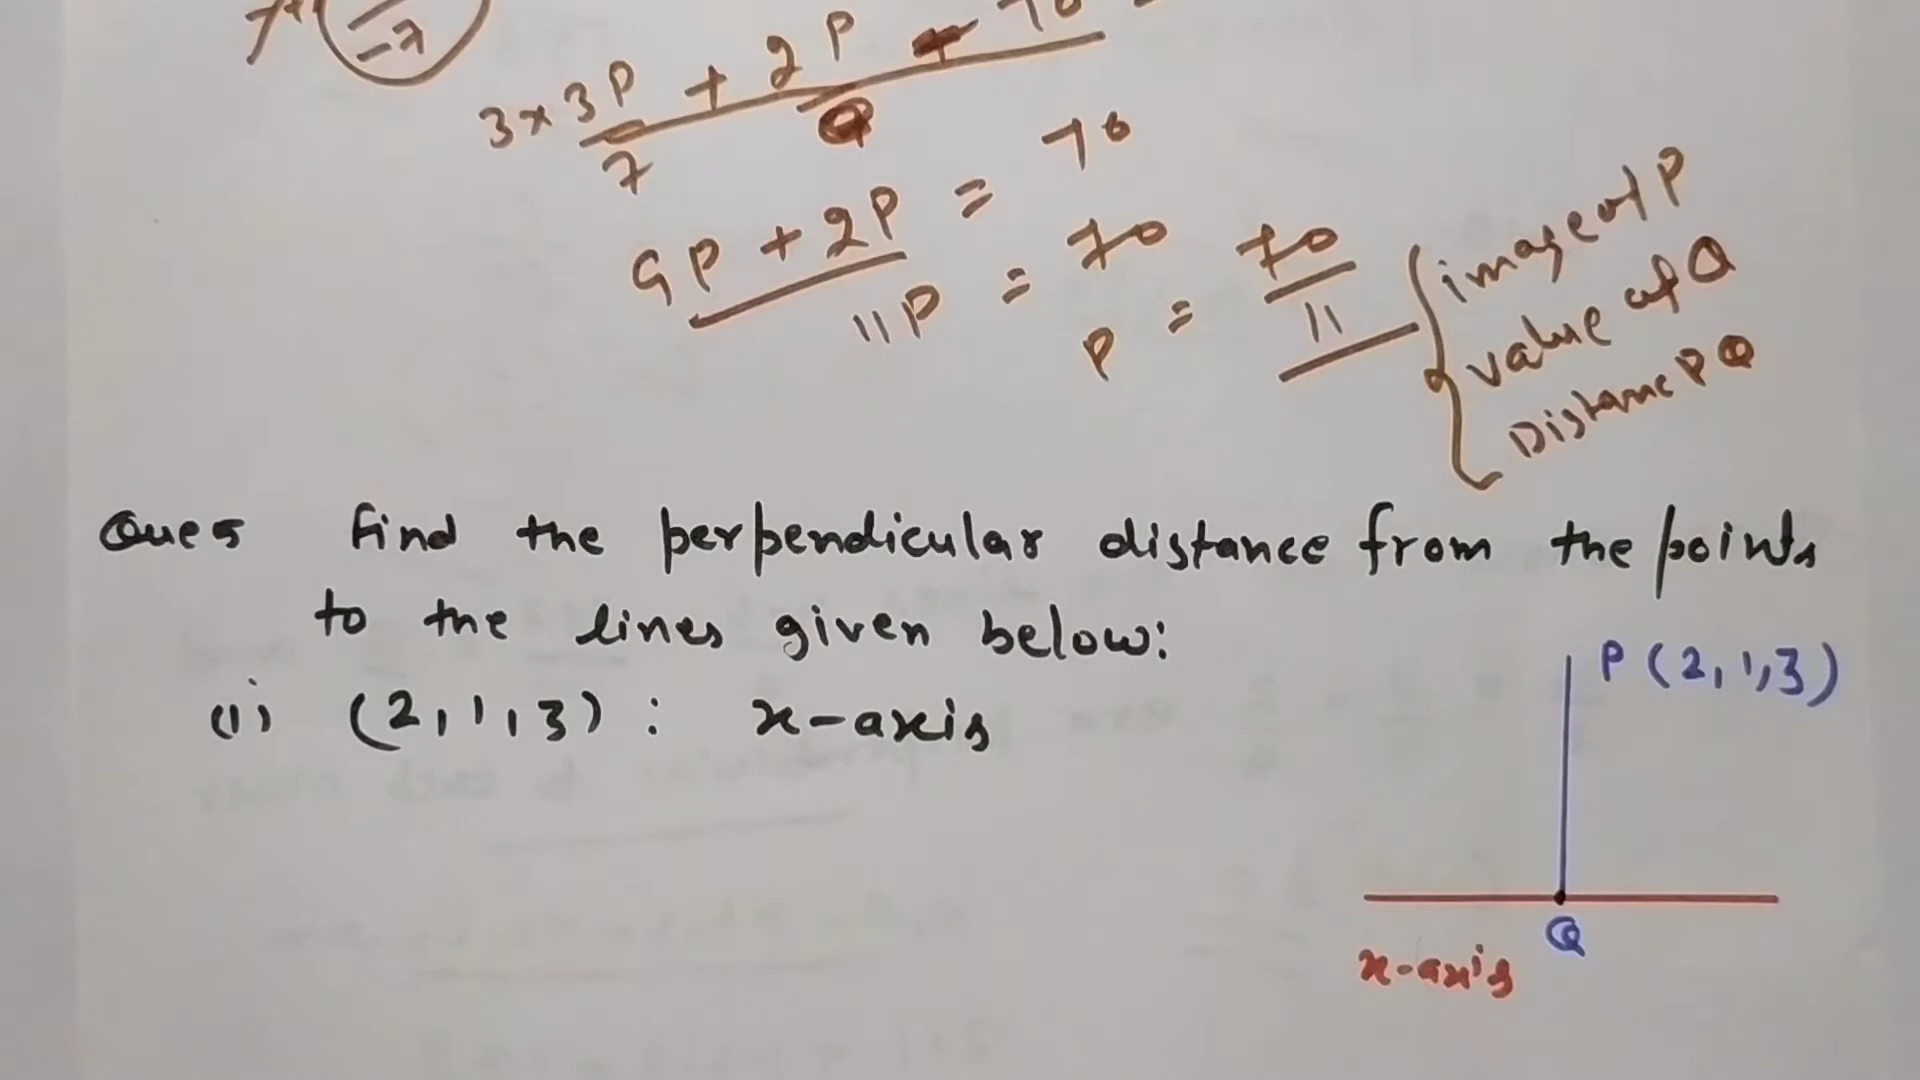 = 7
3 × 3P/7 + 2P = 70
9P + 2P = 70
11P = 70
P = 70/11
image of P
value of Q
Distance PQ
Ques Find the perpendicular distance from the points
to the lines given below:
(i) (2,1,3) : x-axis
P (2,1,3)
Q
x-axis